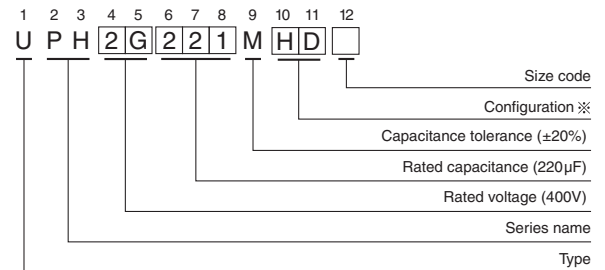 1 2 3 4 5 6 7 8 9 10 11 12
U P H 2 G 2 2 1 M H D
Size code
Configuration ※
Capacitance tolerance (±20%)
Rated capacitance (220µF)
Rated voltage (400V)
Series name
Type